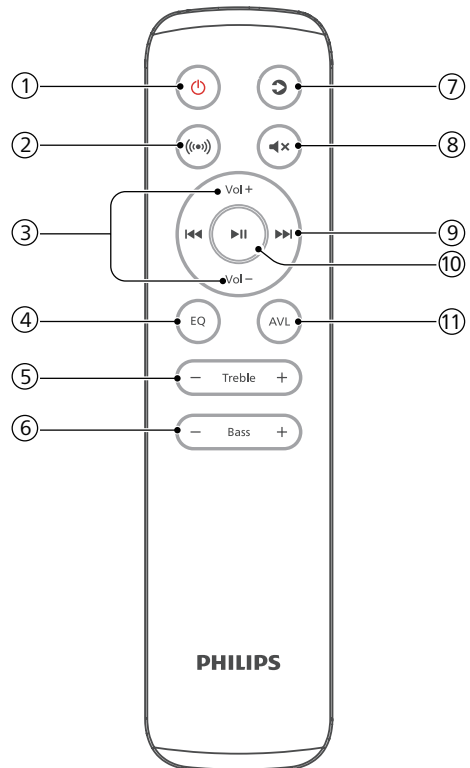 1
7
2
8
Vol +
3
9
10
Vol −
4
EQ
AVL
11
5
− Treble +
6
− Bass +
PHILIPS